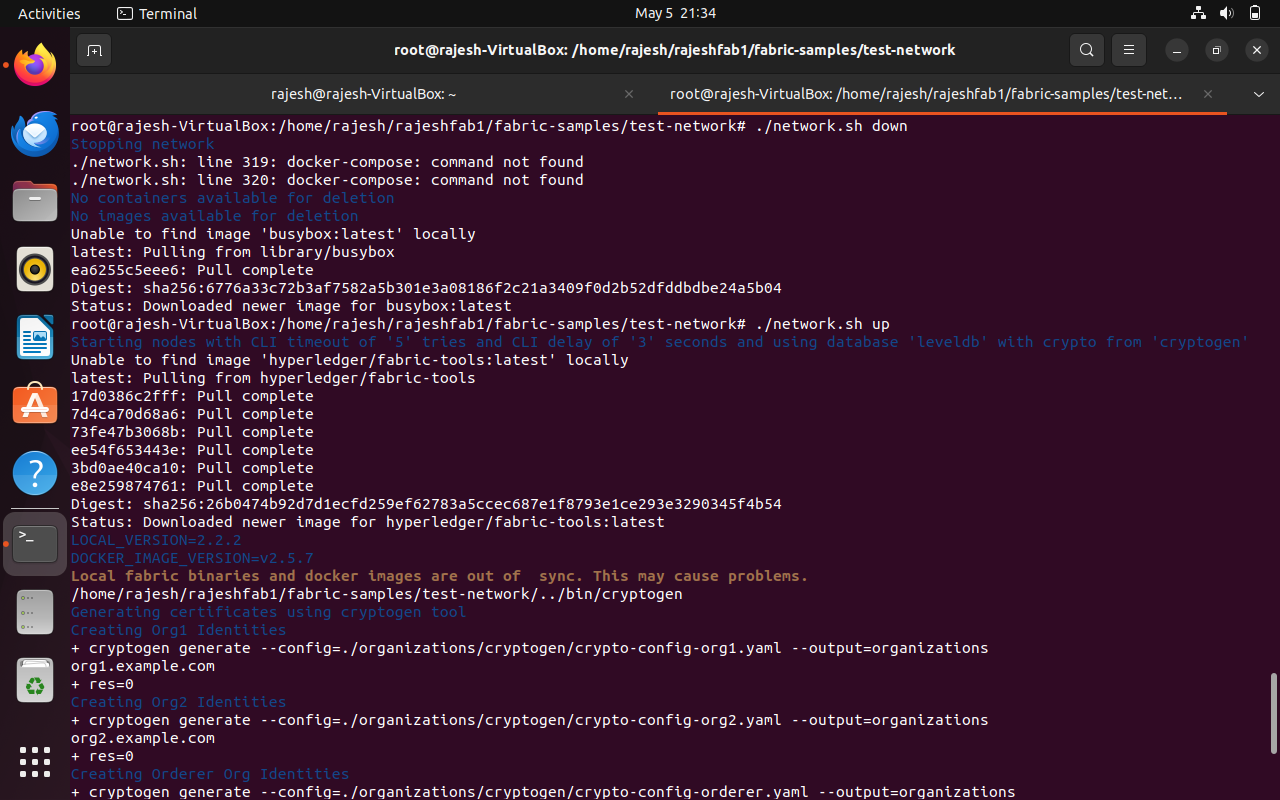 Activities
Terminal
May 5 21:34
root@rajesh-VirtualBox: /home/rajesh/rajeshfab1/fabric-samples/test-network
rajesh@rajesh-VirtualBox: ~
root@rajesh-VirtualBox: /home/rajesh/rajeshfab1/fabric-samples/test-net...
root@rajesh-VirtualBox:/home/rajesh/rajeshfab1/fabric-samples/test-network# ./network.sh down
Stopping network
./network.sh: line 319: docker-compose: command not found
./network.sh: line 320: docker-compose: command not found
No containers available for deletion
No images available for deletion
Unable to find image 'busybox:latest' locally
latest: Pulling from library/busybox
ea6255c5eee6: Pull complete
Digest: sha256:6776a33c72b3af7582a5b301e3a08186f2c21a3409f0d2b52dfddbdbe24a5b04
Status: Downloaded newer image for busybox:latest
root@rajesh-VirtualBox:/home/rajesh/rajeshfab1/fabric-samples/test-network# ./network.sh up
Starting nodes with CLI timeout of '5' tries and CLI delay of '3' seconds and using database 'leveldb' with crypto from 'cryptogen'
Unable to find image 'hyperledger/fabric-tools:latest' locally
latest: Pulling from hyperledger/fabric-tools
17d0386c2fff: Pull complete
7d4ca70d68a6: Pull complete
73fe47b3068b: Pull complete
ee54f653443e: Pull complete
3bd0ae40ca10: Pull complete
e8e259874761: Pull complete
Digest: sha256:26b0474b92d7d1ecfd259ef62783a5ccec687e1f8793e1ce293e3290345f4b54
Status: Downloaded newer image for hyperledger/fabric-tools:latest
LOCAL_VERSION=2.2.2
DOCKER_IMAGE_VERSION=v2.5.7
Local fabric binaries and docker images are out of  sync. This may cause problems.
/home/rajesh/rajeshfab1/fabric-samples/test-network/../bin/cryptogen
Generating certificates using cryptogen tool
Creating Org1 Identities
+ cryptogen generate --config=./organizations/cryptogen/crypto-config-org1.yaml --output=organizations
org1.example.com
+ res=0
Creating Org2 Identities
+ cryptogen generate --config=./organizations/cryptogen/crypto-config-org2.yaml --output=organizations
org2.example.com
+ res=0
Creating Orderer Org Identities
+ cryptogen generate --config=./organizations/cryptogen/crypto-config-orderer.yaml --output=organizations